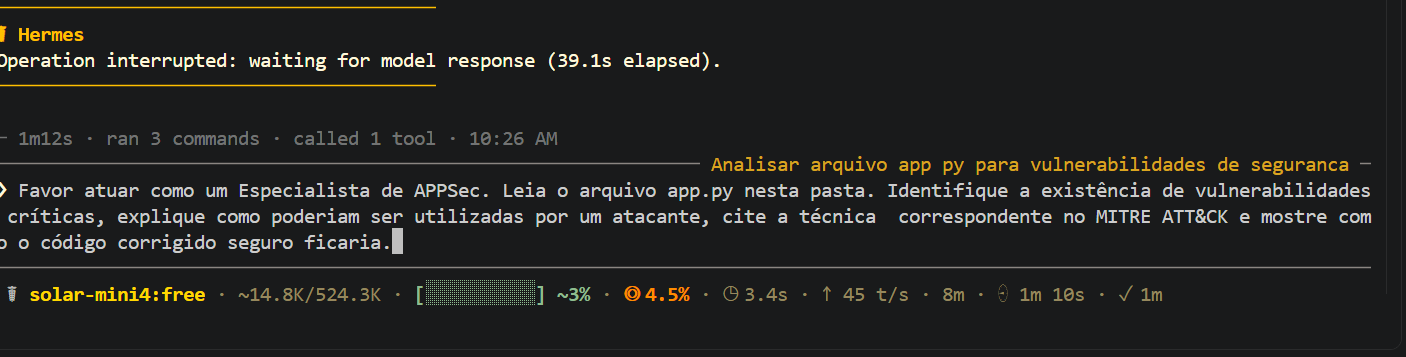 Hermes
Operation interrupted: waiting for model response (39.1s elapsed).
1m12s · ran 3 commands · called 1 tool · 10:26 AM
Analisar arquivo app py para vulnerabilidades de seguranca
❯ Favor atuar como um Especialista de APPSec. Leia o arquivo app.py nesta pasta. Identifique a existência de vulnerabilidades
críticas, explique como poderiam ser utilizadas por um atacante, cite a técnica  correspondente no MITRE ATT&CK e mostre com
o o código corrigido seguro ficaria.
solar-mini4:free · ~14.8K/524.3K · [ ] ~3% · 4.5% · 3.4s · ↑ 45 t/s · 8m · 1m 10s · ✓ 1m